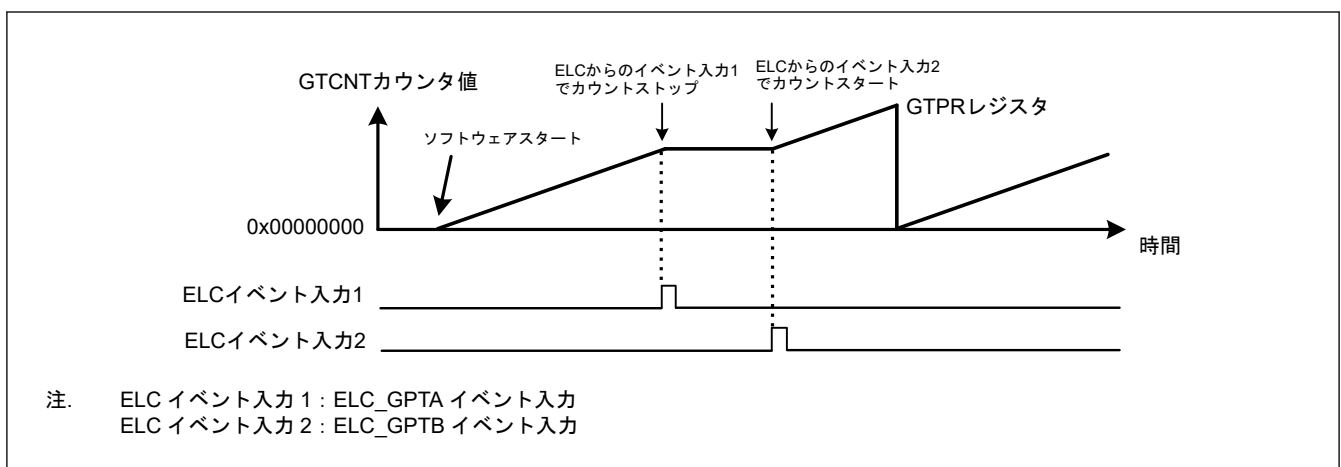 GTCNTカウンタ値
ELCからのイベント入力1
でカウントストップ
ELCからのイベント入力2
でカウントスタート
GTPRレジスタ
ソフトウェアスタート
0x00000000
時間
ELCイベント入力1
ELCイベント入力2
注. ELC イベント入力 1 : ELC_GPTA イベント入力
ELC イベント入力 2 : ELC_GPTB イベント入力